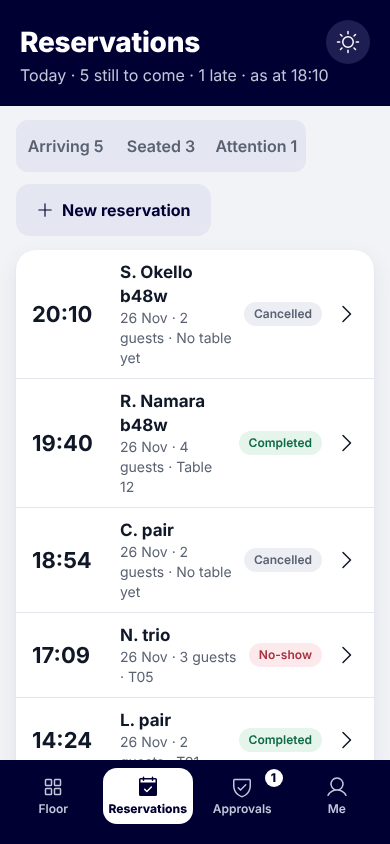 Reservations
Today · 5 still to come · 1 late · as at 18:10
Arriving 5 Seated 3 Attention 1
New reservation
S. Okello
b48w
20:10
26 Nov · 2
guests · No table
yet
Cancelled
R. Namara
b48w
19:40
26 Nov · 4
guests · Table
12
Completed
C. pair
18:54
26 Nov · 2
guests · No table
yet
Cancelled
N. trio
17:09
26 Nov · 3 guests
· T05
No-show
L. pair
14:24
26 Nov · 2
Completed
1
Floor Reservations Approvals Me